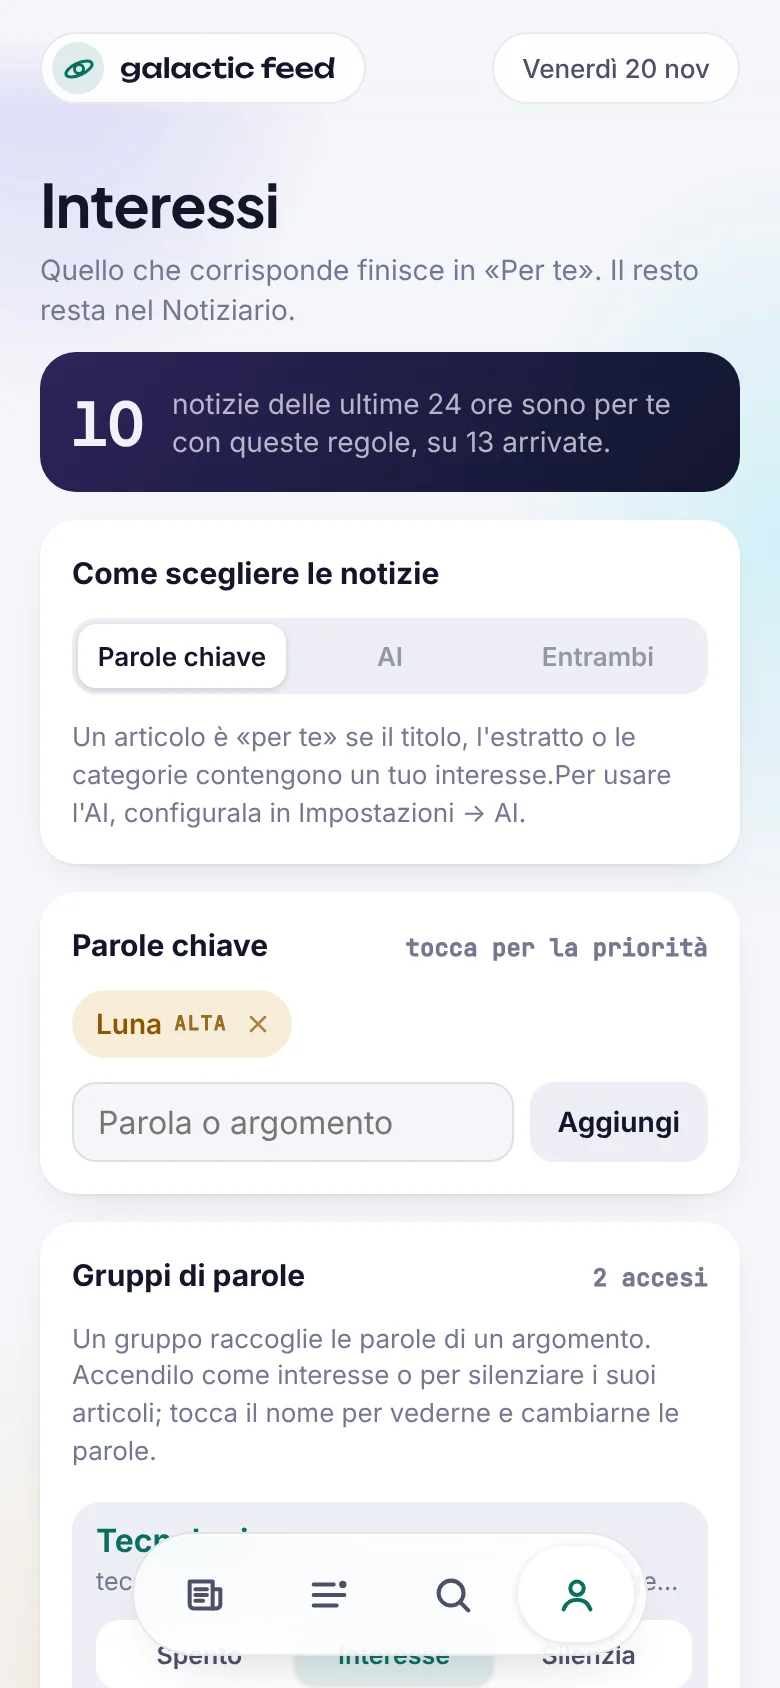 galactic feed
Venerdì 20 nov
Interessi
Quello che corrisponde finisce in «Per te». Il resto
resta nel Notiziario.
10
notizie delle ultime 24 ore sono per te
con queste regole, su 13 arrivate.
Come scegliere le notizie
Parole chiave
AI
Entrambi
Un articolo è «per te» se il titolo, l'estratto o le
categorie contengono un tuo interesse.Per usare
l'AI, configurala in Impostazioni → AI.
Parole chiave
tocca per la priorità
Luna ALTA ×
Parola o argomento
Aggiungi
Gruppi di parole
2 accesi
Un gruppo raccoglie le parole di un argomento.
Accendilo come interesse o per silenziare i suoi
articoli; tocca il nome per vederne e cambiarne le
parole.
Spento
Interesse
Silenzia